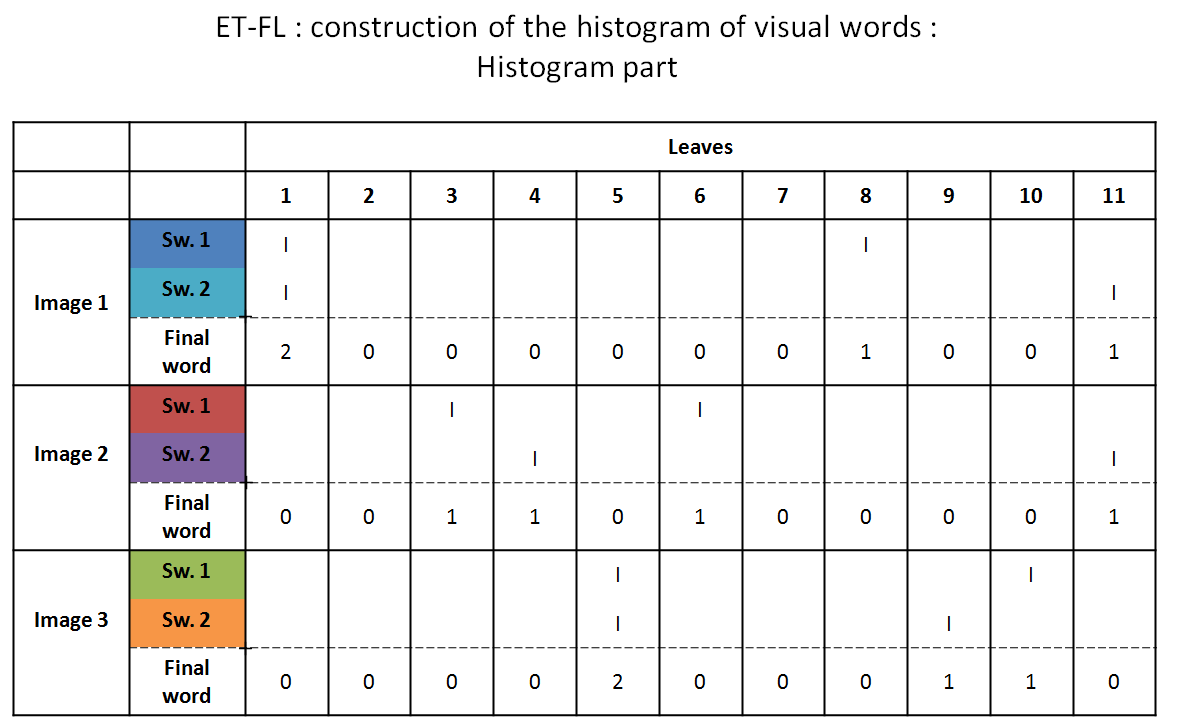 ET-FL : construction of the histogram of visual words :
Histogram part
Leaves
1 2 3 4 5 6 7 8 9 10 11
Image 1
Sw. 1 I I
Sw. 2 I I
Final word 2 0 0 0 0 0 0 1 0 0 1
Image 2
Sw. 1 I I
Sw. 2 I I
Final word 0 0 1 1 0 1 0 0 0 0 1
Image 3
Sw. 1 I I
Sw. 2 I I
Final word 0 0 0 0 2 0 0 0 1 1 0